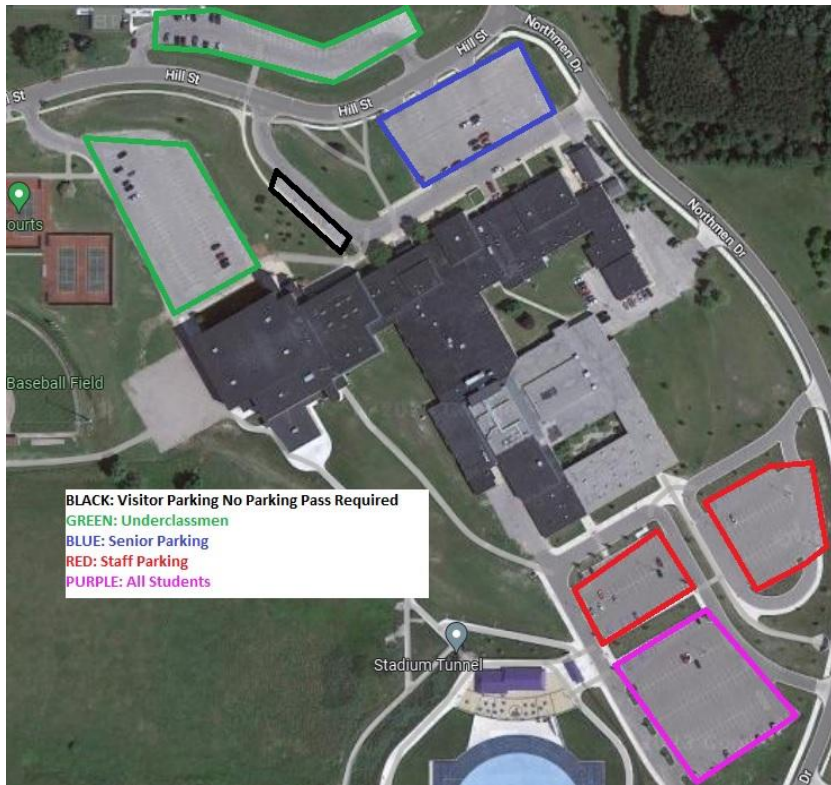 Northmen Dr
Hill St
Hill St
l St
Hill St
Northmen Dr
ourts
Baseball Field
BLACK: Visitor Parking No Parking Pass Required
GREEN: Underclassmen
BLUE: Senior Parking
RED: Staff Parking
PURPLE: All Students
Stadium Tunnel
Dr